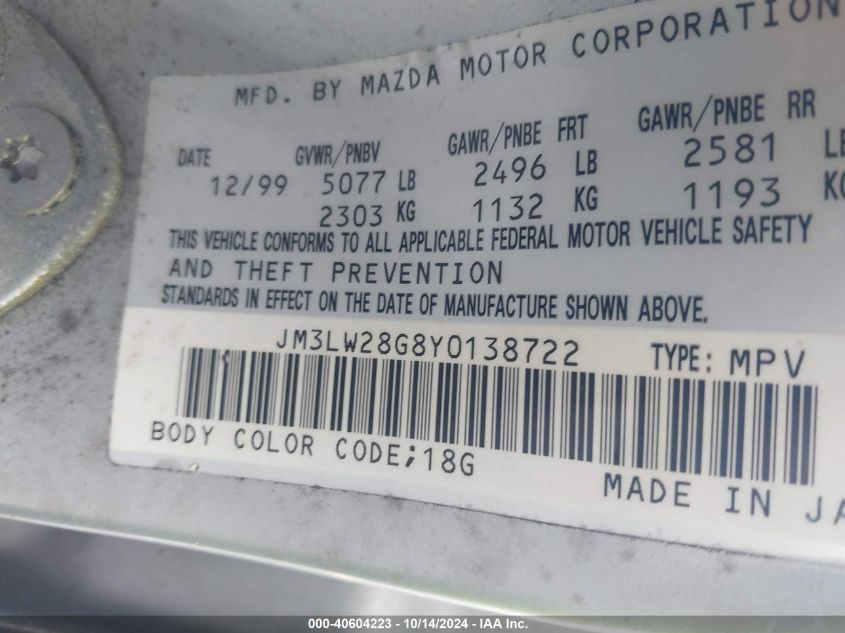 MFD. BY MAZDA MOTOR CORPORATION
DATE GVWR/PNBV GAWR/PNBE FRT GAWR/PNBE RR
12/99 5077 LB 2496 LB 2581 LB
2303 KG 1132 KG 1193 KG
THIS VEHICLE CONFORMS TO ALL APPLICABLE FEDERAL MOTOR VEHICLE SAFETY
AND THEFT PREVENTION
STANDARDS IN EFFECT ON THE DATE OF MANUFACTURE SHOWN ABOVE.
JM3LW28G8Y0138722 TYPE: MPV
BODY COLOR CODE;18G
MADE IN JA
000-40604223 - 10/14/2024 - IAA Inc.